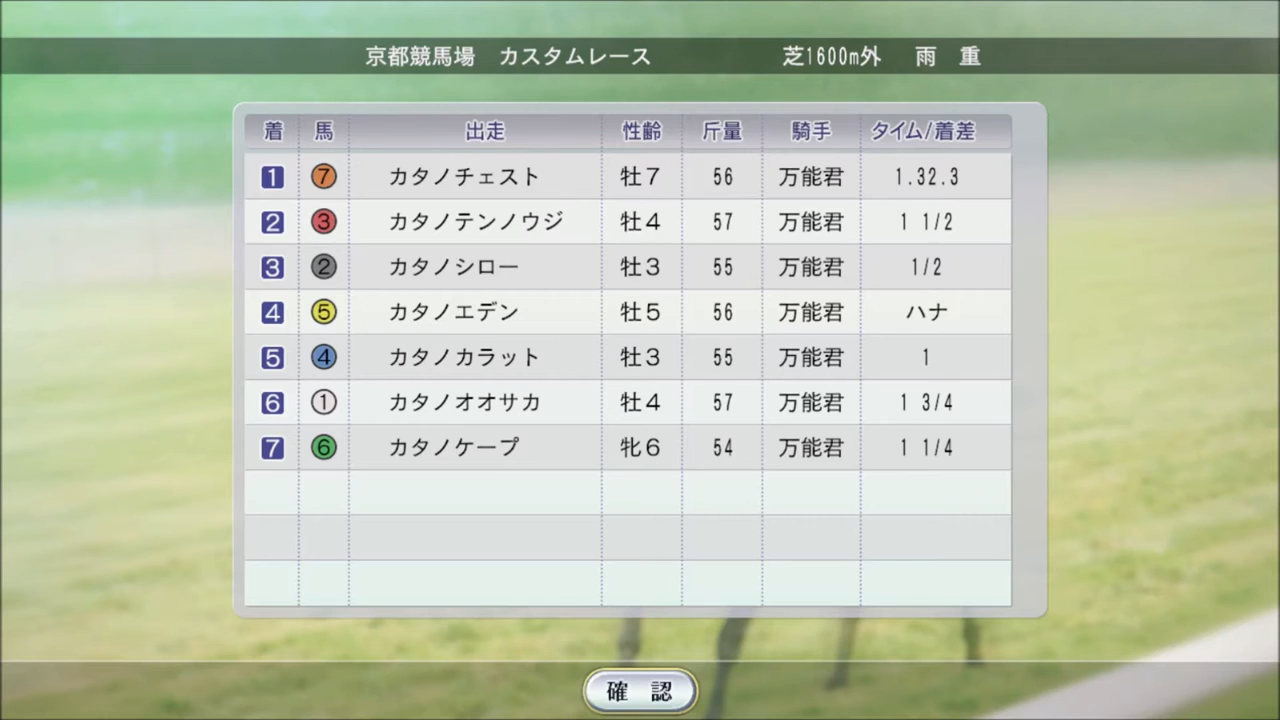 京都競馬場 カスタムレース 芝1600m外 雨 重
着 馬 出走 性齢 斤量 騎手 タイム/着差
1 7 カタノチェスト 牡7 56 万能君 1.32.3
2 3 カタノテンノウジ 牡4 57 万能君 1 1/2
3 2 カタノシロー 牡3 55 万能君 1/2
4 5 カタノエデン 牡5 56 万能君 ハナ
5 4 カタノカラット 牡3 55 万能君 1
6 1 カタノオオサカ 牡4 57 万能君 1 3/4
7 6 カタノケープ 牝6 54 万能君 1 1/4
確認